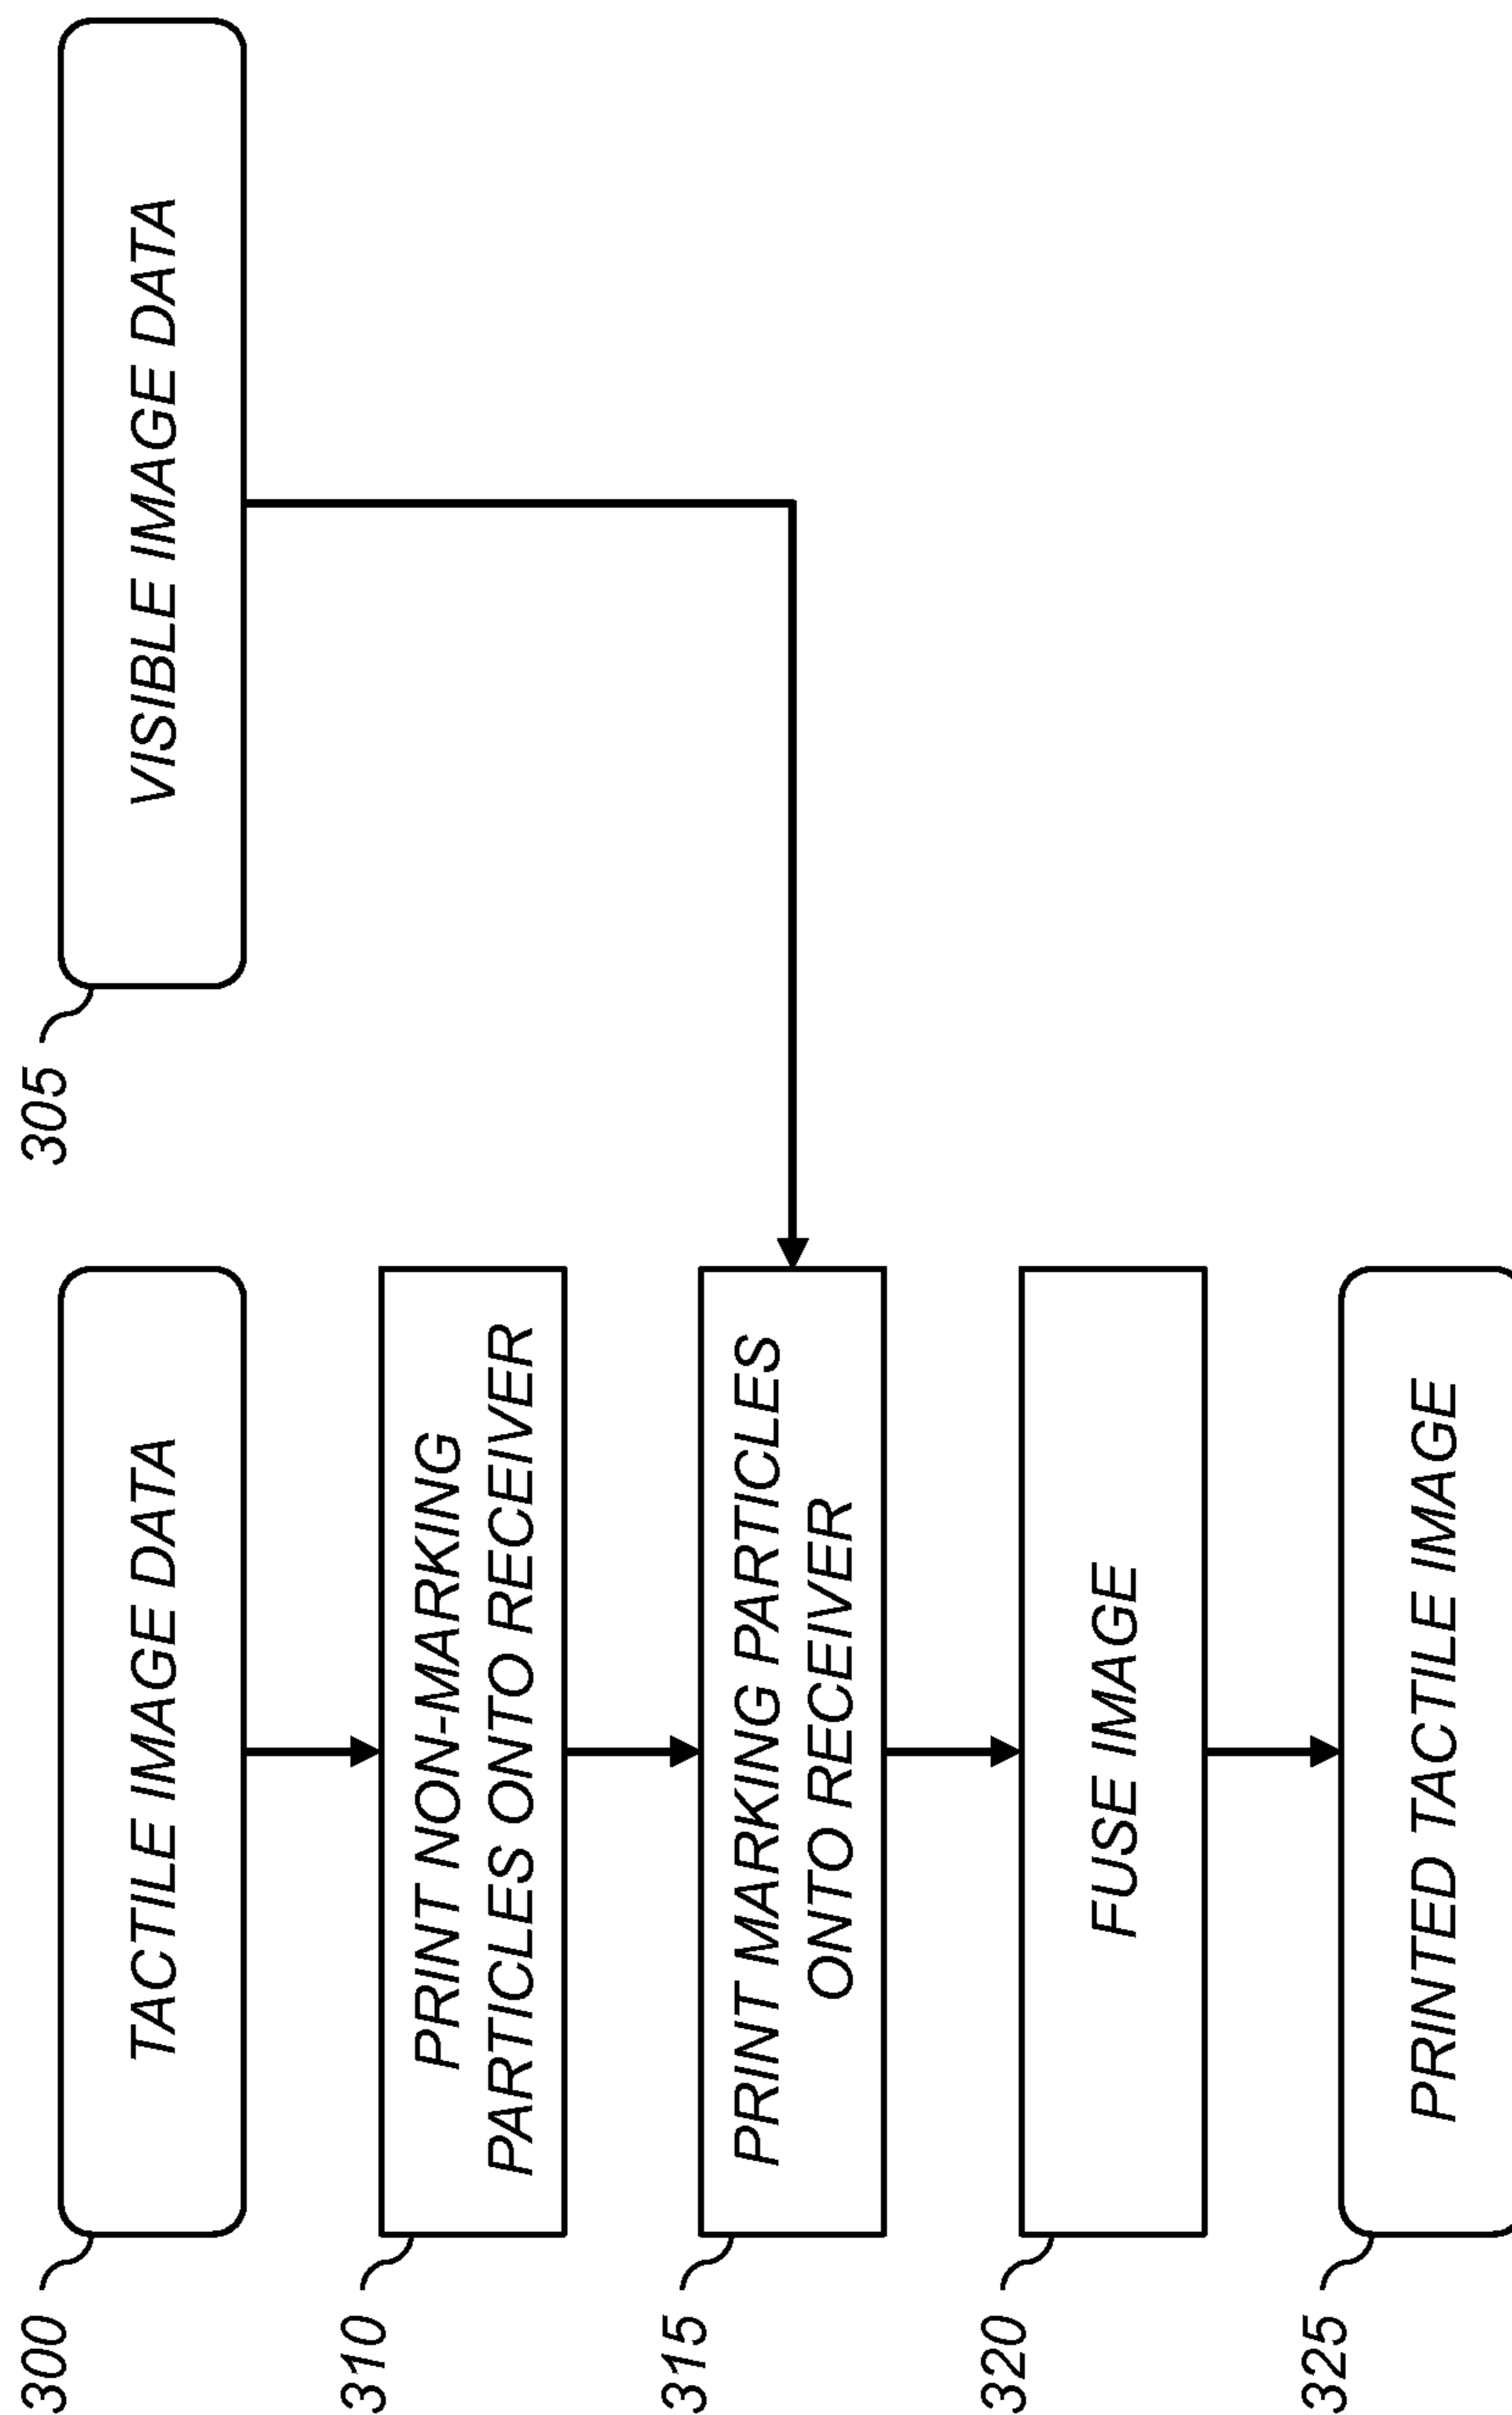 300
TACTILE IMAGE DATA
305
VISIBLE IMAGE DATA
310
PRINT NON-MARKING
PARTICLES ONTO RECEIVER
315
PRINT MARKING PARTICLES
ONTO RECEIVER
320
FUSE IMAGE
325
PRINTED TACTILE IMAGE